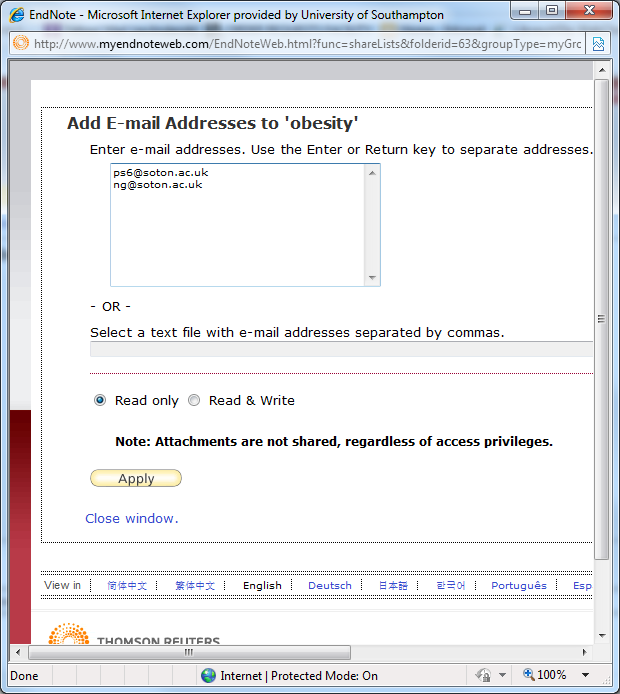 EndNote - Microsoft Internet Explorer provided by University of Southampton
http://www.myendnoteweb.com/EndNoteWeb.html?func=shareLists&folderid=63&groupType=myGrc
Add E-mail Addresses to 'obesity'
Enter e-mail addresses. Use the Enter or Return key to separate addresses.
ps6@soton.ac.uk
ng@soton.ac.uk
- OR -
Select a text file with e-mail addresses separated by commas.
Read only Read & Write
Note: Attachments are not shared, regardless of access privileges.
Apply
Close window.
View in 简体中文 繁体中文 English Deutsch 日本語 한국어 Português Esp
THOMSON REUTERS
Done Internet | Protected Mode: On 100%